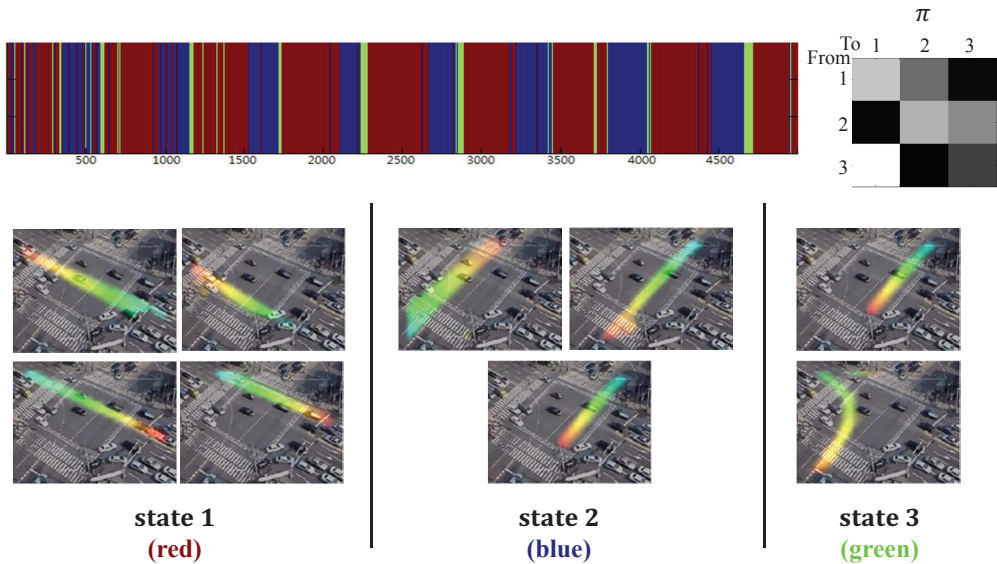 π
To 1 2 3
From
1
2
3
500 1000 1500 2000 2500 3000 3500 4000 4500
state 1 state 2 state 3
(red) (blue) (green)